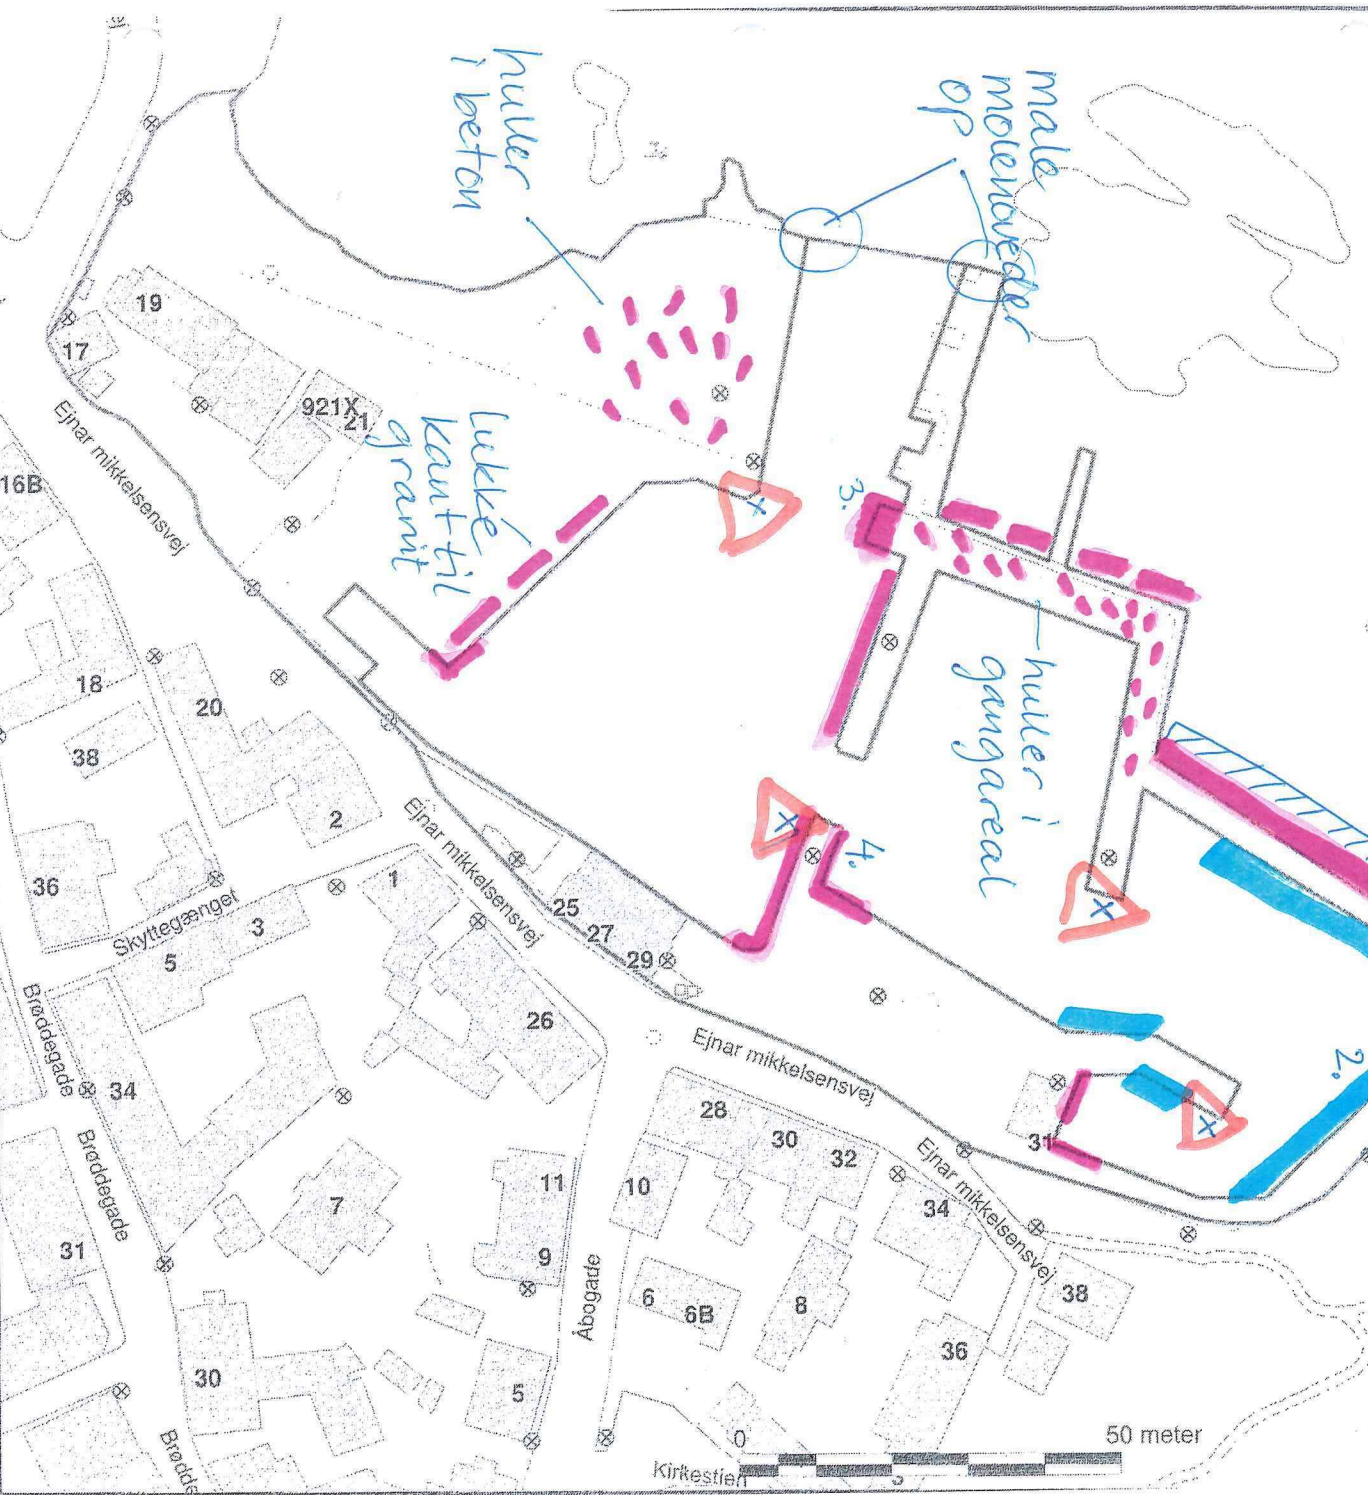 huller
i beton
male
molehoveder
op
19
17
921X
21
Ejnar mikkelsensvej
16B
lukke
kant til
granit
3.
huller i
gangareal
18
20
38
2
36
Ejnar mikkelsensvej
1
4.
25
27
29
Skyttegænget
3
5
26
Brøddegade
34
Ejnar mikkelsensvej
2.
28
30
32
31
Ejnar mikkelsensvej
Brøddegade
7
11
10
34
9
31
Åbogade
6
6B
8
38
36
30
5
0
50 meter
Kirkestien
5
Brødde
x
x
x
x